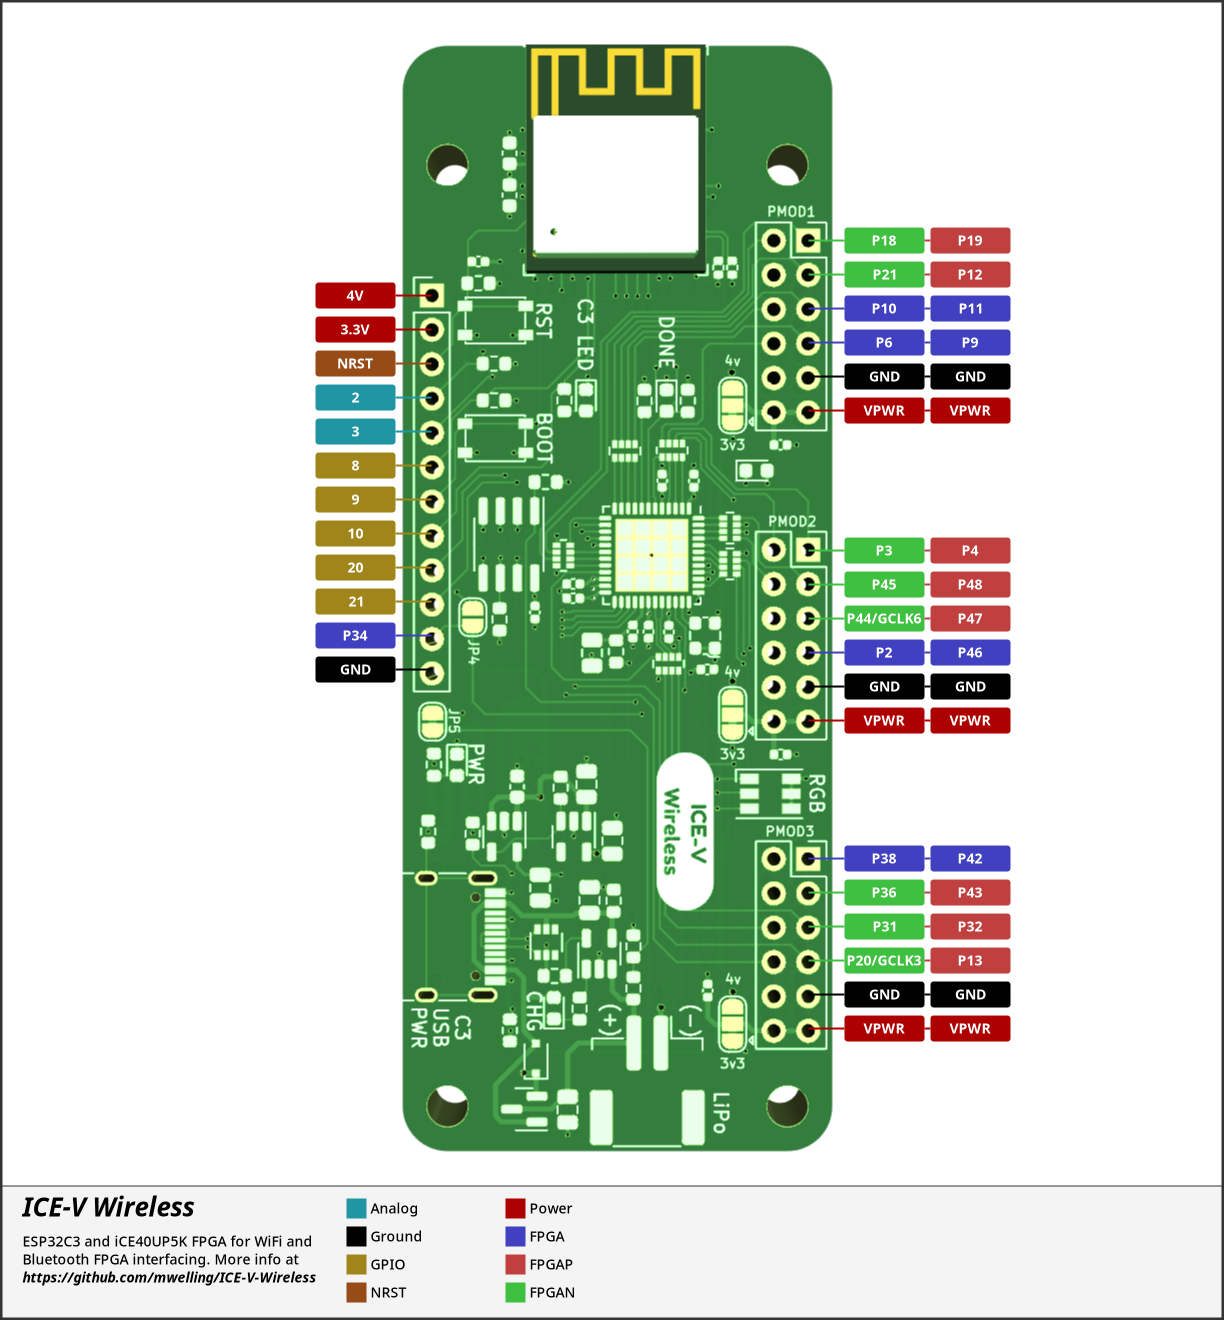 PMOD1
P18 P19
P21 P12
P10 P11
P6 P9
GND GND
VPWR VPWR
4V
3.3V
NRST
2
3
8
9
10
20
21
P34
GND
RST
C3 LED
DONE
BOOT
4v
3v3
PMOD2
P3 P4
P45 P48
P44/GCLK6 P47
P2 P46
GND GND
VPWR VPWR
JP4
4v
3v3
JP5
PWR
RGB
ICE-V
Wireless
PMOD3
P38 P42
P36 P43
P31 P32
P20/GCLK3 P13
GND GND
VPWR VPWR
4v
3v3
CHG
(+)
(-)
C3
USB
PWR
LiPo
ICE-V Wireless
ESP32C3 and iCE40UP5K FPGA for WiFi and
Bluetooth FPGA interfacing. More info at
https://github.com/mwelling/ICE-V-Wireless
Analog
Ground
GPIO
NRST
Power
FPGA
FPGAP
FPGAN